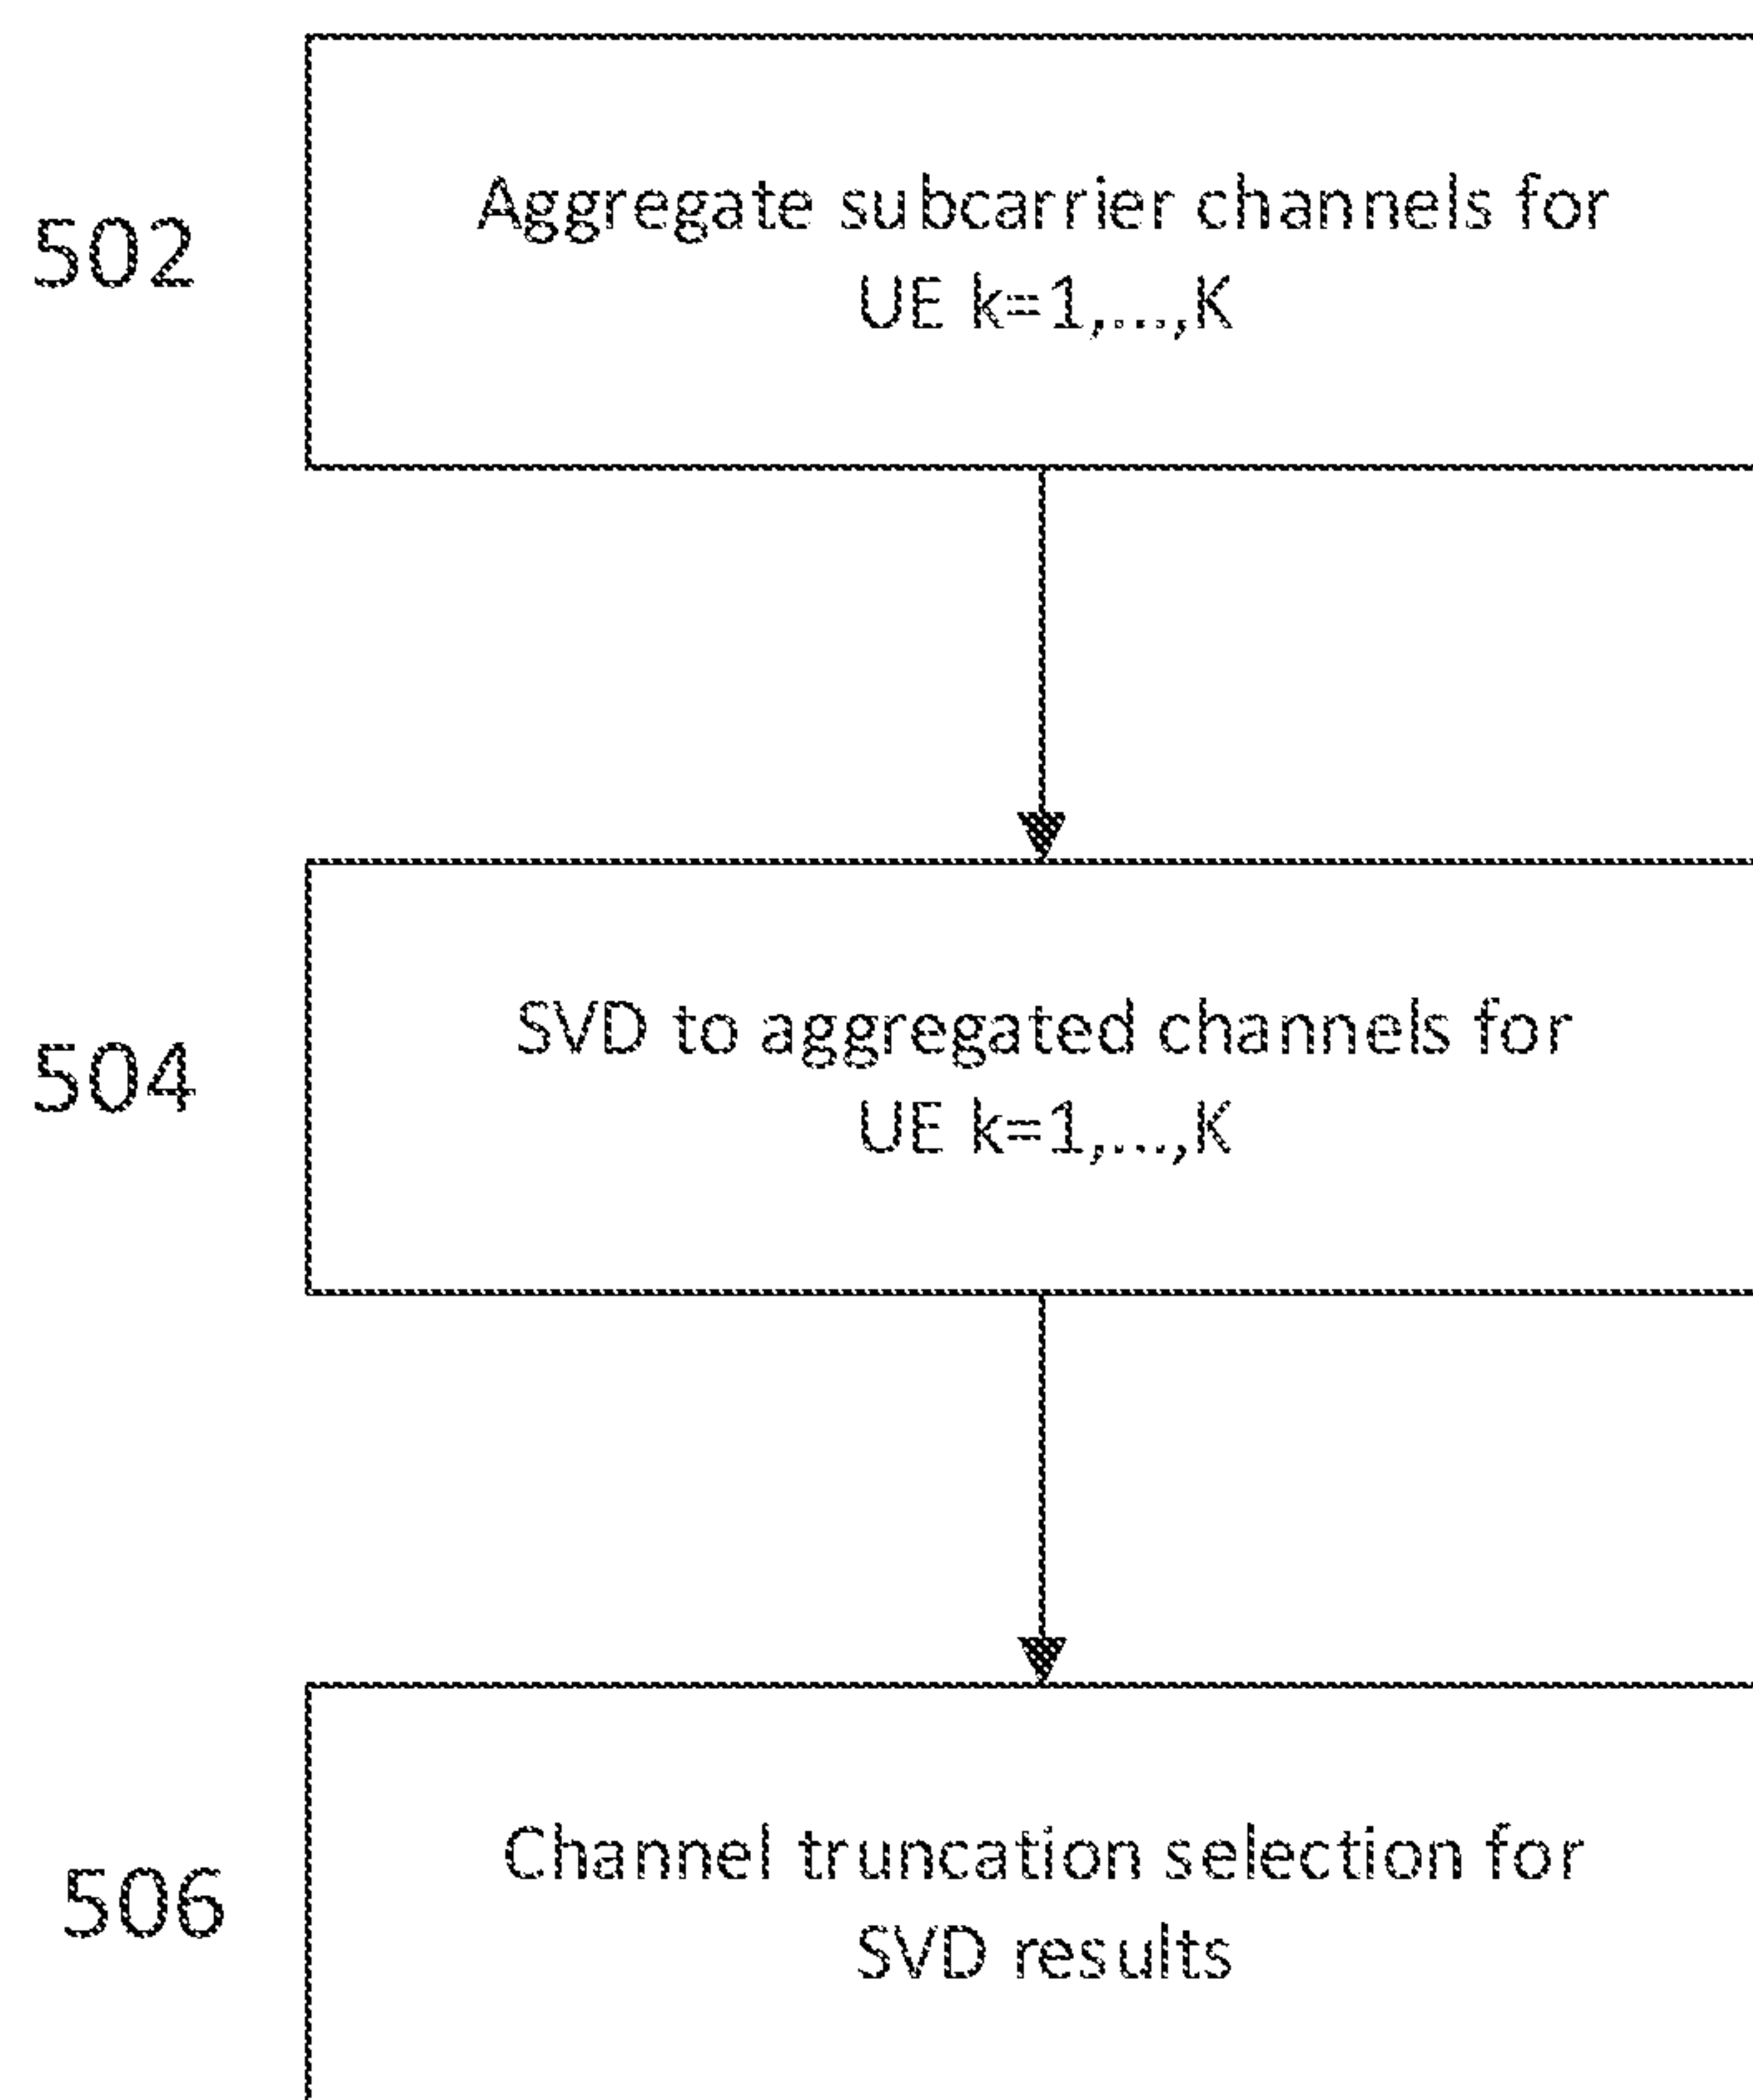 502
Aggregate subcarrier channels for
UE k=1,...,K
504
SVD to aggregated channels for
UE k=1,...,K
506
Channel truncation selection for
SVD results